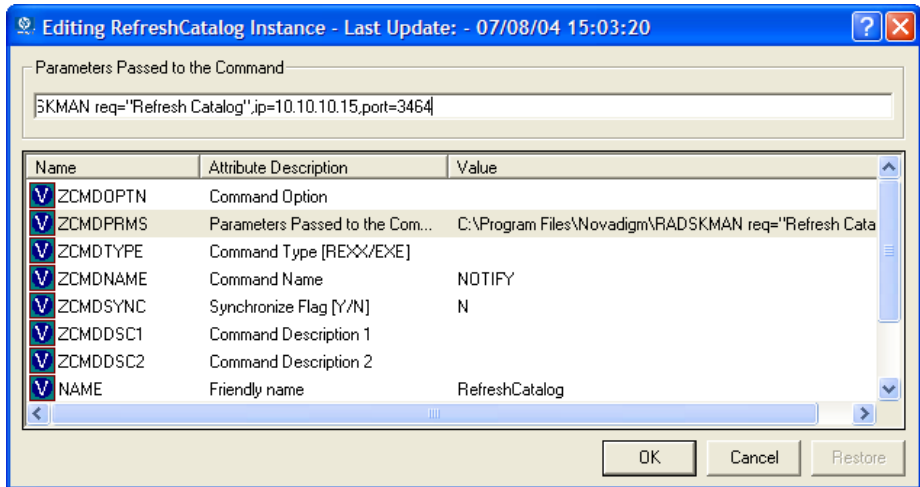 Editing RefreshCatalog Instance - Last Update: - 07/08/04 15:03:20
Parameters Passed to the Command
SKMAN req="Refresh Catalog",ip=10.10.10.15,port=3464
Name Attribute Description Value
V ZCMDOPTN Command Option
V ZCMDPRMS Parameters Passed to the Com... C:\Program Files\Novadigm\RADSKMAN req="Refresh Cata
V ZCMDTYPE Command Type [REXX/EXE]
V ZCMDNAME Command Name NOTIFY
V ZCMDSYNC Synchronize Flag [Y/N] N
V ZCMDDSC1 Command Description 1
V ZCMDDSC2 Command Description 2
V NAME Friendly name RefreshCatalog
OK Cancel Restore